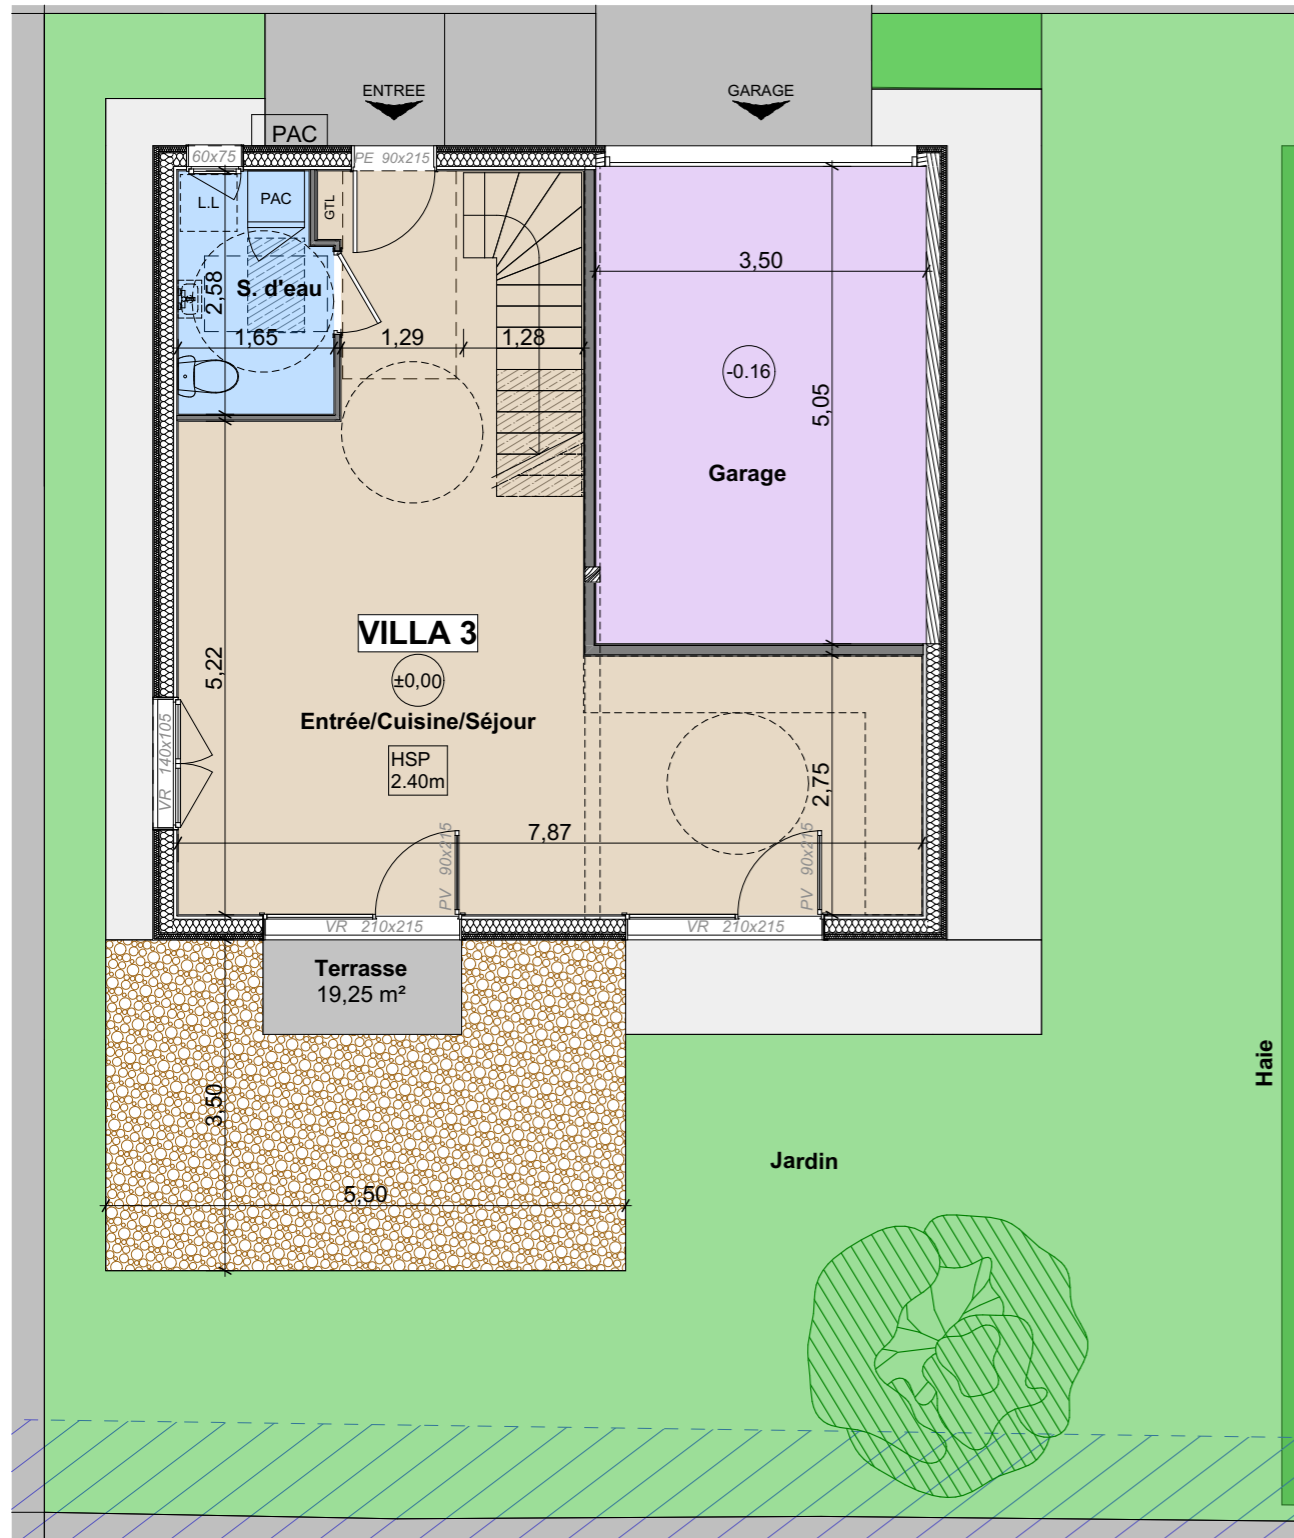 ENTREE
GARAGE
PAC
60x75
PE 90x215
L.L
PAC
GTL
2,58
S. d'eau
1,65
1,29
1,28
3,50
-0.16
5,05
Garage
VILLA 3
±0,00
5,22
Entrée/Cuisine/Séjour
HSP
2.40m
VR 140x105
2,75
7,87
PV 90x215
PV 90x215
VR 210x215
VR 210x215
Terrasse
19,25 m²
3,50
5,50
Jardin
Haie